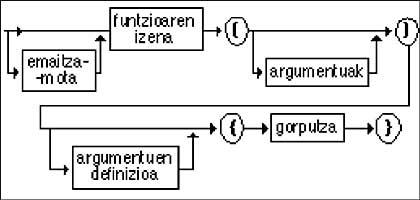 funtzioaren
izena
(
)
emaitza-
-mota
argumentuak
{
gorputza
}
argumentuen
definizioa